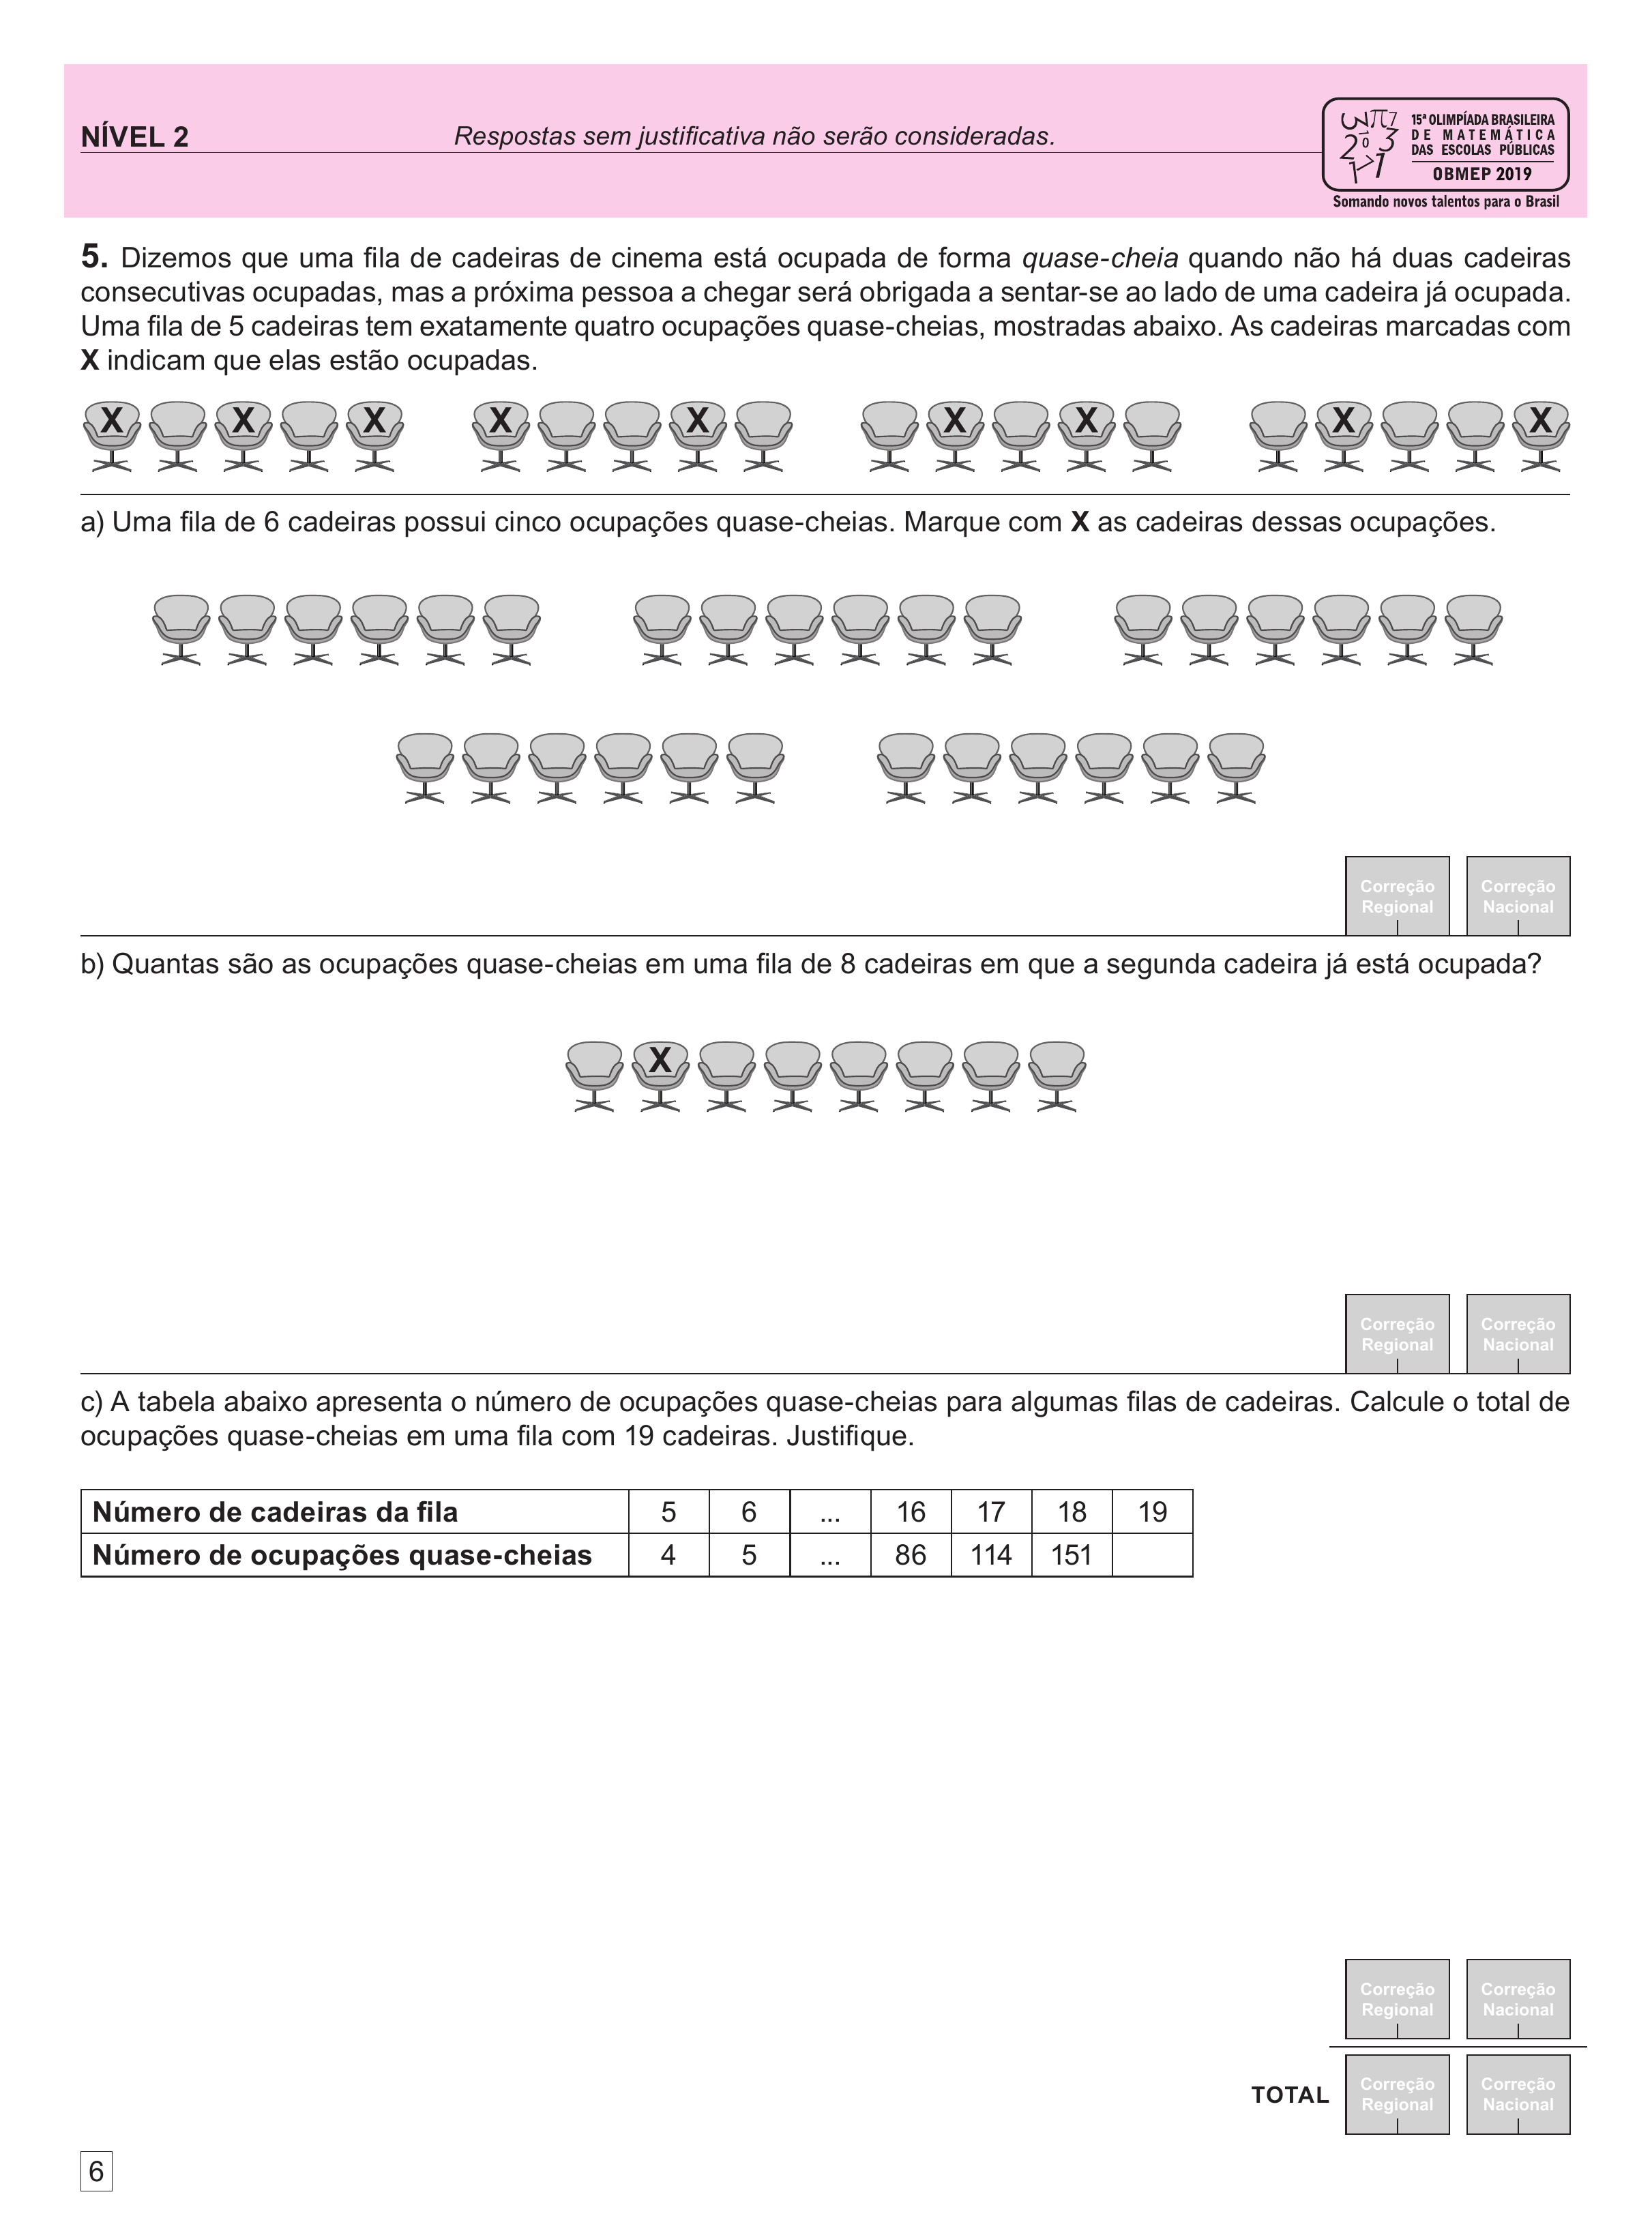 NÍVEL 2
Respostas sem justificativa não serão consideradas.
15ª OLIMPÍADA BRASILEIRA
DE MATEMÁTICA
DAS ESCOLAS PÚBLICAS
OBMEP 2019
Somando novos talentos para o Brasil
5. Dizemos que uma fila de cadeiras de cinema está ocupada de forma quase-cheia quando não há duas cadeiras
consecutivas ocupadas, mas a próxima pessoa a chegar será obrigada a sentar-se ao lado de uma cadeira já ocupada.
Uma fila de 5 cadeiras tem exatamente quatro ocupações quase-cheias, mostradas abaixo. As cadeiras marcadas com
X indicam que elas estão ocupadas.
X X X X X X X X X
a) Uma fila de 6 cadeiras possui cinco ocupações quase-cheias. Marque com X as cadeiras dessas ocupações.
Correção Correção
Regional Nacional
b) Quantas são as ocupações quase-cheias em uma fila de 8 cadeiras em que a segunda cadeira já está ocupada?
X
Correção Correção
Regional Nacional
c) A tabela abaixo apresenta o número de ocupações quase-cheias para algumas filas de cadeiras. Calcule o total de
ocupações quase-cheias em uma fila com 19 cadeiras. Justifique.
Número de cadeiras da fila 5 6 ... 16 17 18 19
Número de ocupações quase-cheias 4 5 ... 86 114 151
Correção Correção
Regional Nacional
TOTAL
Correção Correção
Regional Nacional
6